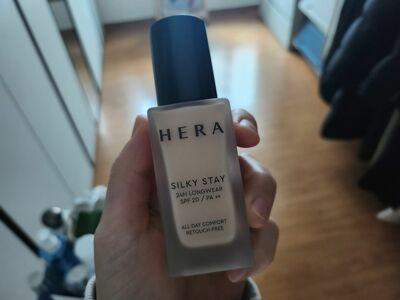 HERA
SILKY STAY
24H LONGWEAR
SPF 20 / PA ++
ALL DAY COMFORT
RETOUCH-FREE